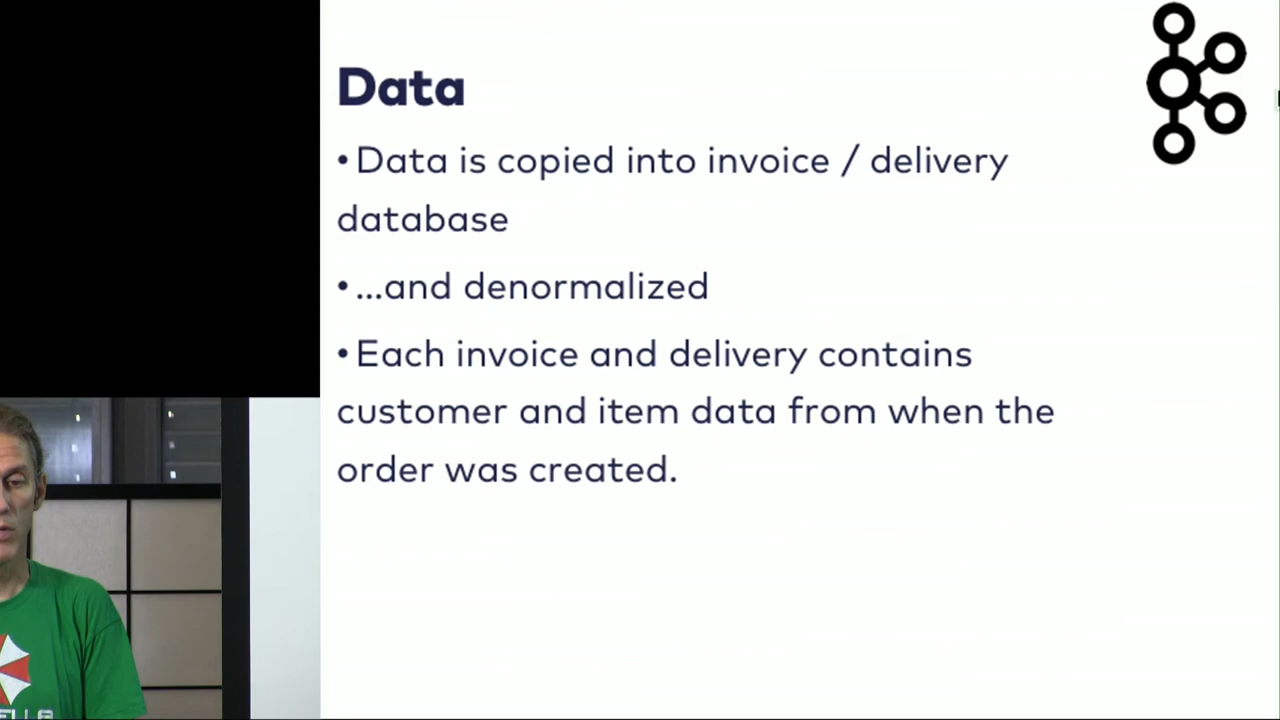 Data
• Data is copied into invoice / delivery
database
• ...and denormalized
• Each invoice and delivery contains
customer and item data from when the
order was created.